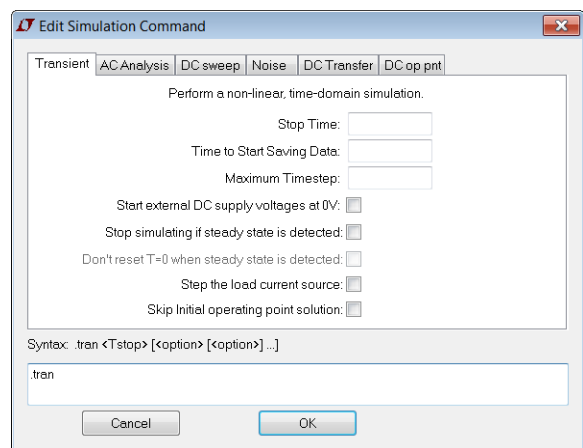 Edit Simulation Command
Transient AC Analysis DC sweep Noise DC Transfer DC op pnt
Perform a non-linear, time-domain simulation.
Stop Time:
Time to Start Saving Data:
Maximum Timestep:
Start external DC supply voltages at 0V:
Stop simulating if steady state is detected:
Don't reset T=0 when steady state is detected:
Step the load current source:
Skip Initial operating point solution:
Syntax: .tran <Tstop> [<option> [<option>] ...]
.tran
Cancel OK